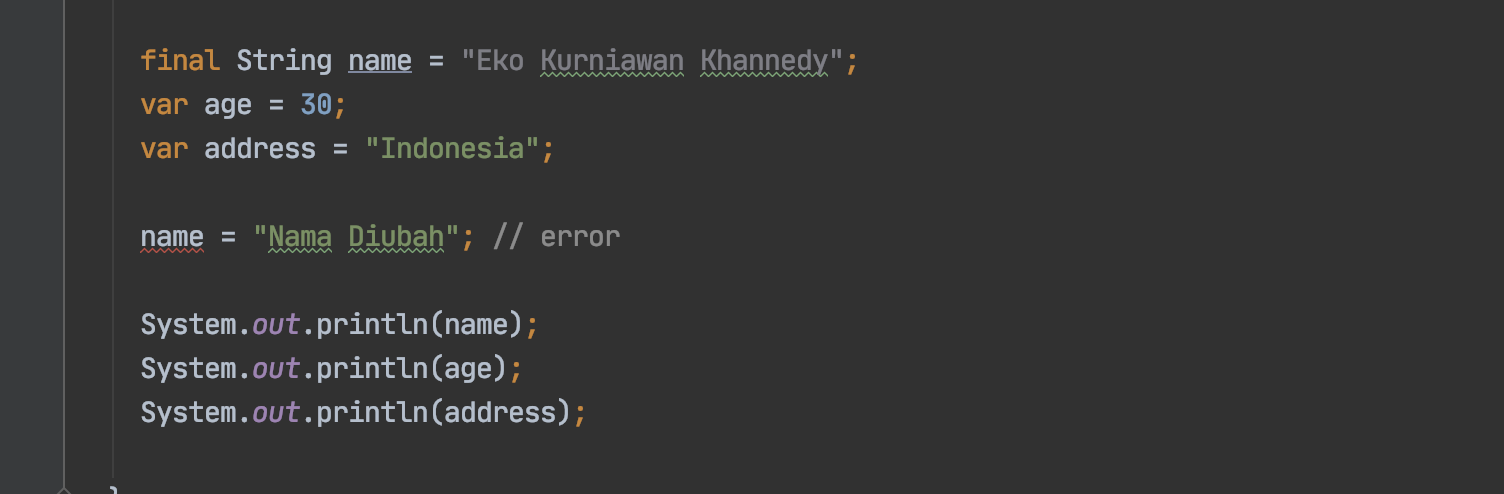 final String name = "Eko Kurniawan Khannedy";
var age = 30;
var address = "Indonesia";
name = "Nama Diubah"; // error
System.out.println(name);
System.out.println(age);
System.out.println(address);
}